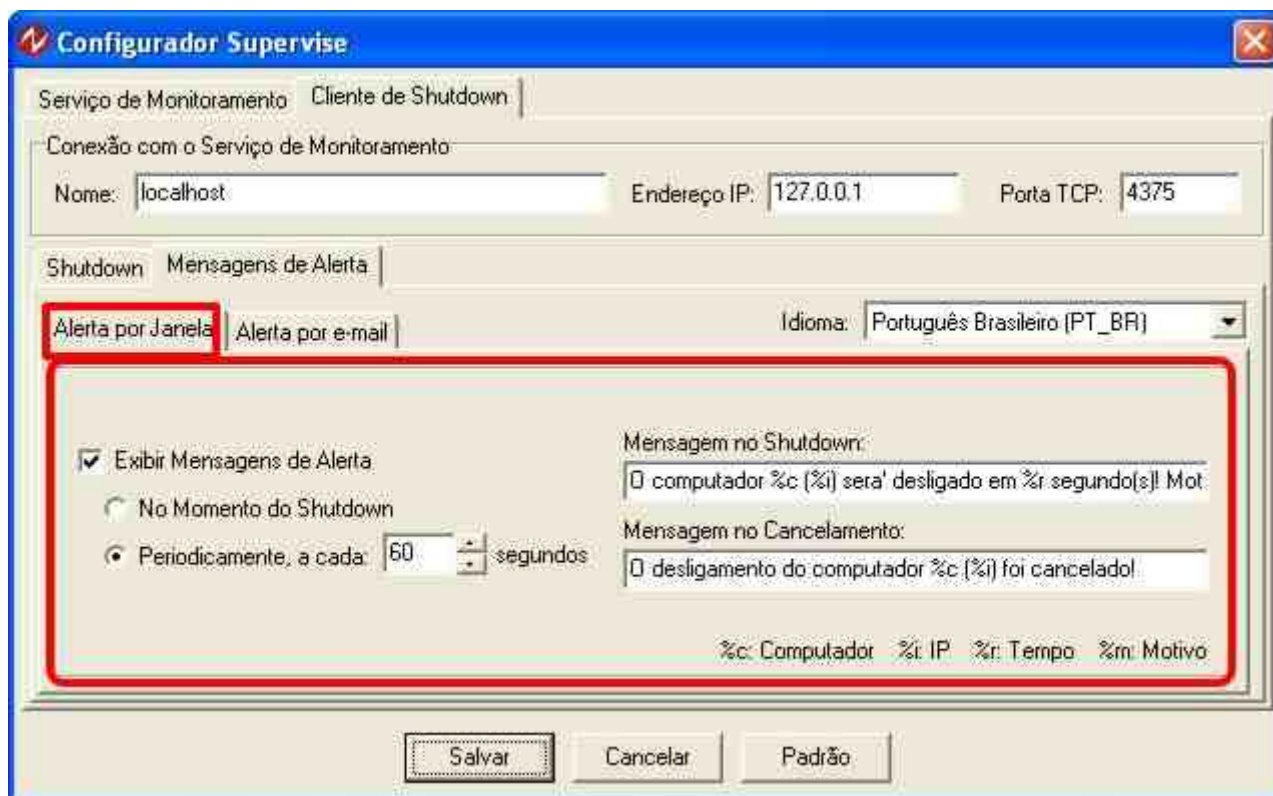 Configurador Supervise
Serviço de Monitoramento Cliente de Shutdown
Conexão com o Serviço de Monitoramento
Nome: localhost Endereço IP: 127.0.0.1 Porta TCP: 4375
Shutdown Mensagens de Alerta
Alerta por Janela Alerta por e-mail Idioma: Português Brasileiro (PT_BR)
Exibir Mensagens de Alerta
No Momento do Shutdown
Periodicamente, a cada: 60 segundos
Mensagem no Shutdown:
O computador %c (%i) sera' desligado em %r segundo(s)! Mot
Mensagem no Cancelamento:
O desligamento do computador %c (%i) foi cancelado!
%c: Computador %i: IP %r: Tempo %m: Motivo
Salvar Cancelar Padrão